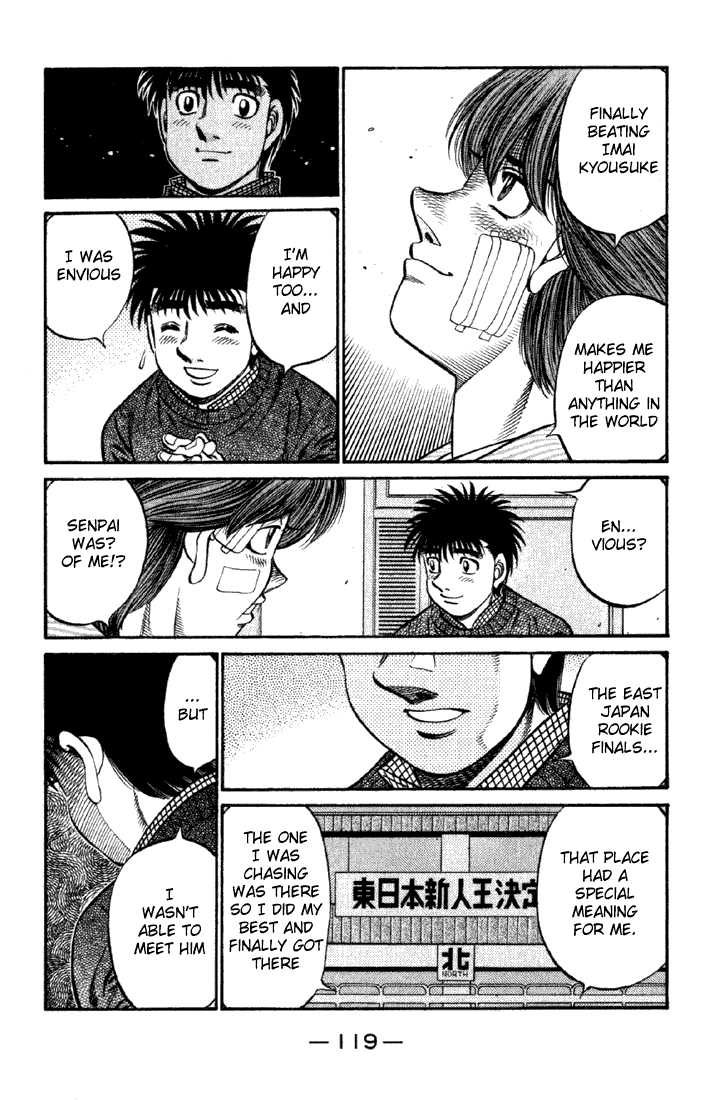 FINALLY
BEATING
IMAI
KYOUSUKE
MAKES ME
HAPPIER
THAN
ANYTHING IN
THE WORLD
I'M
HAPPY
TOO...
AND
I WAS
ENVIOUS
EN...
VIOUS?
SENPAI
WAS?
OF ME!?
THE EAST
JAPAN
ROOKIE
FINALS...
THAT PLACE
HAD A
SPECIAL
MEANING
FOR ME.
東日本新人王決定
北
NORTH
THE ONE
I WAS
CHASING
WAS THERE
SO I DID MY
BEST AND
FINALLY GOT
THERE
...
BUT
I
WASN'T
ABLE TO
MEET HIM
—119—